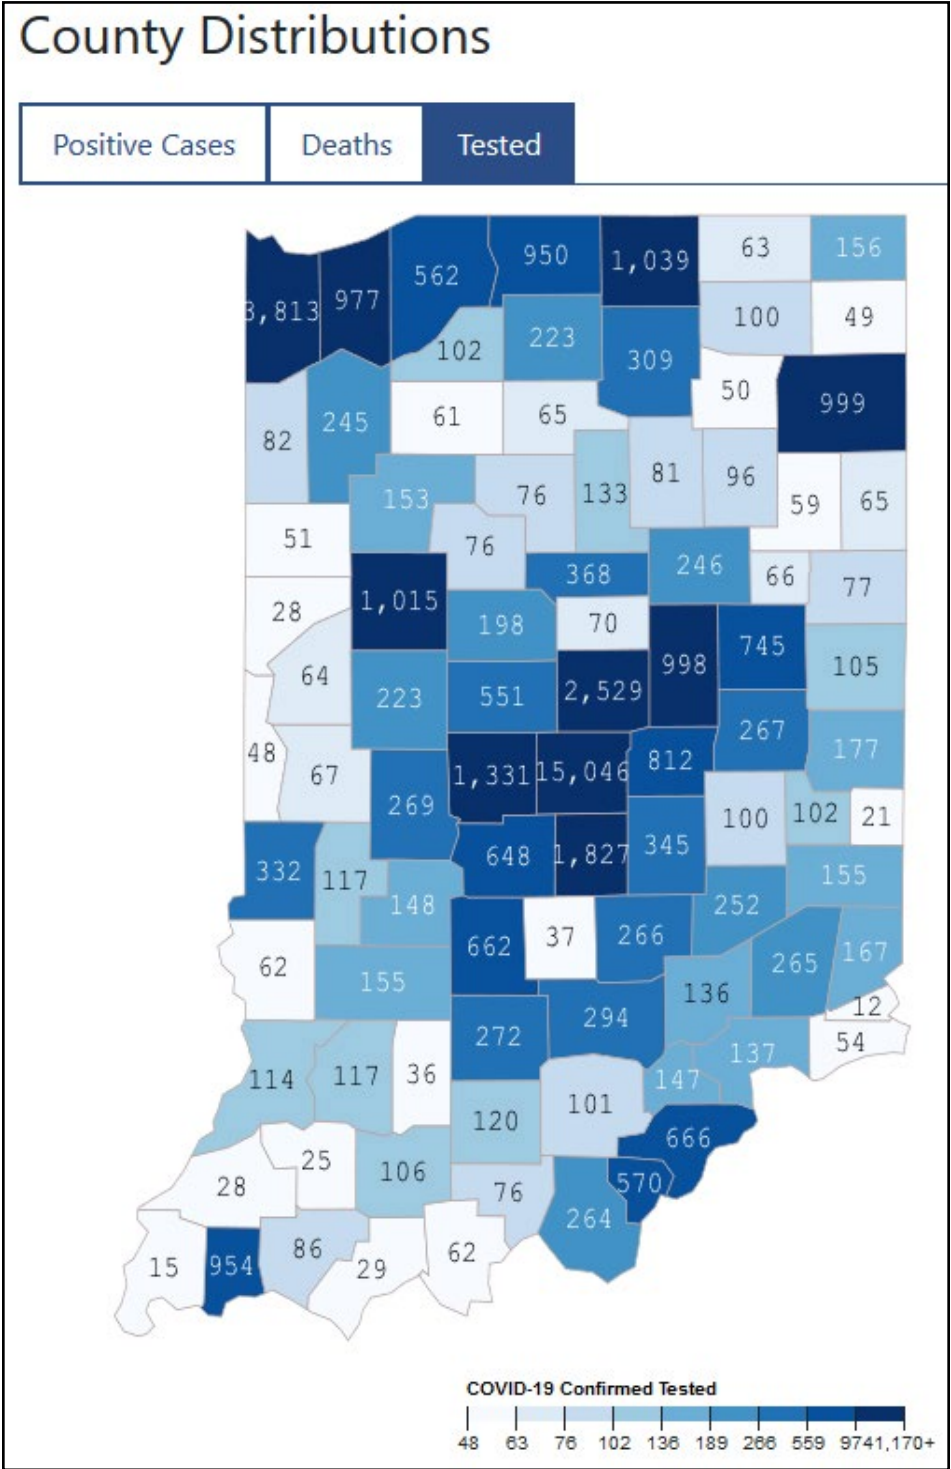 County Distributions
Positive Cases Deaths Tested
562 950 1,039 63 156
3,813 977
102 223 309 100 49
82 245 61 65 50 999
153 76 133 81 96 59 65
51 76 368 246 66 77
28 1,015 198 70 998 745 105
64 223 551 2,529 267 177
48 67 269 1,331 15,046 812 100 102 21
332 117 148 648 1,827 345 252 155
62 155 662 37 266 136 265 167
12
114 117 36 272 294 147 137 54
120 101 666
28 25 106 76 264 570
15 954 86 29 62
COVID-19 Confirmed Tested
48 63 76 102 136 189 266 559 974 1,170+